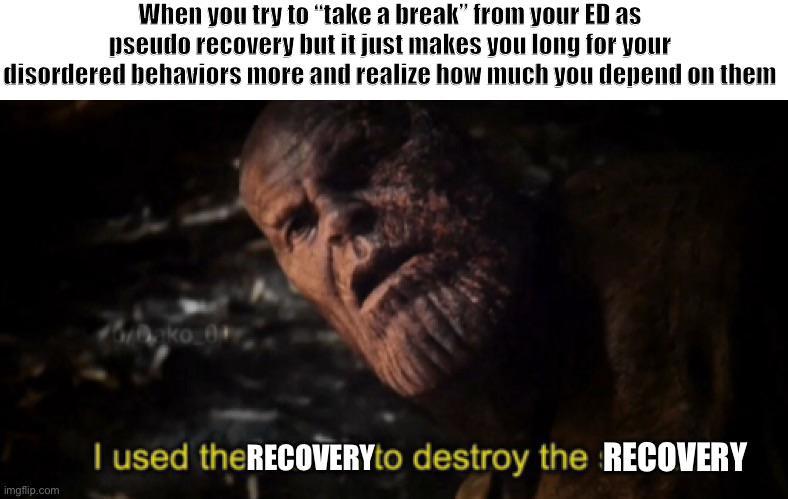 When you try to “take a break” from your ED as
pseudo recovery but it just makes you long for your
disordered behaviors more and realize how much you depend on them
I used the RECOVERY to destroy the RECOVERY
imgflip.com